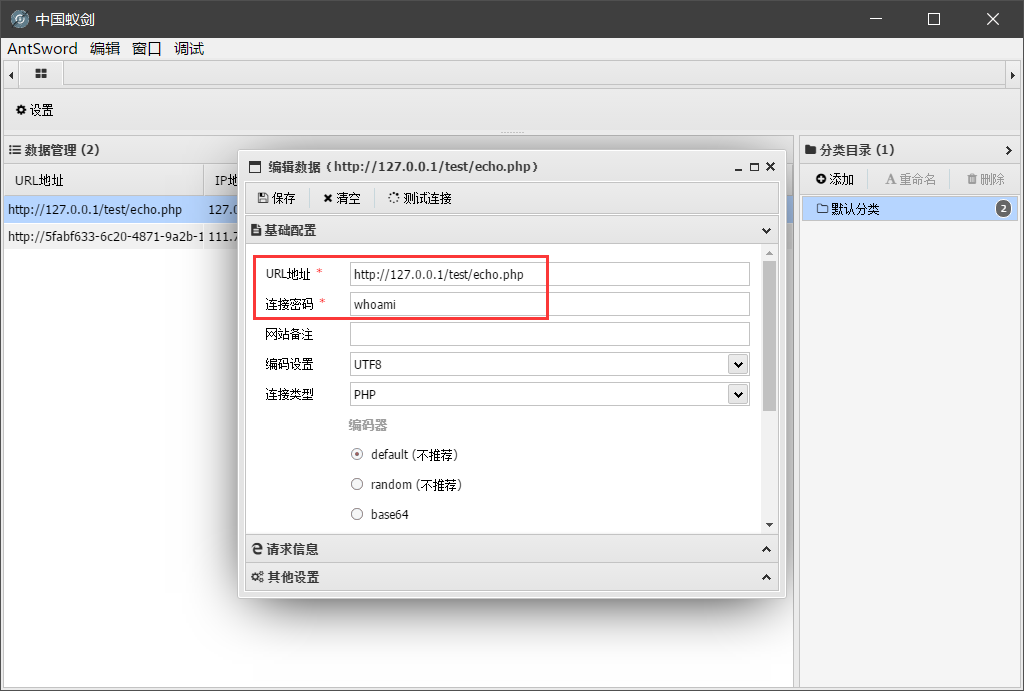 中国蚁剑
AntSword 编辑 窗口 调试
设置
数据管理 (2)
URL地址 IP地
http://127.0.0.1/test/echo.php 127.0
http://5fabf633-6c20-4871-9a2b-1 111.7
分类目录 (1)
添加 重命名 删除
默认分类 2
编辑数据 (http://127.0.0.1/test/echo.php)
保存 清空 测试连接
基础配置
URL地址 * http://127.0.0.1/test/echo.php
连接密码 * whoami
网站备注
编码设置 UTF8
连接类型 PHP
编码器
default (不推荐)
random (不推荐)
base64
请求信息
其他设置